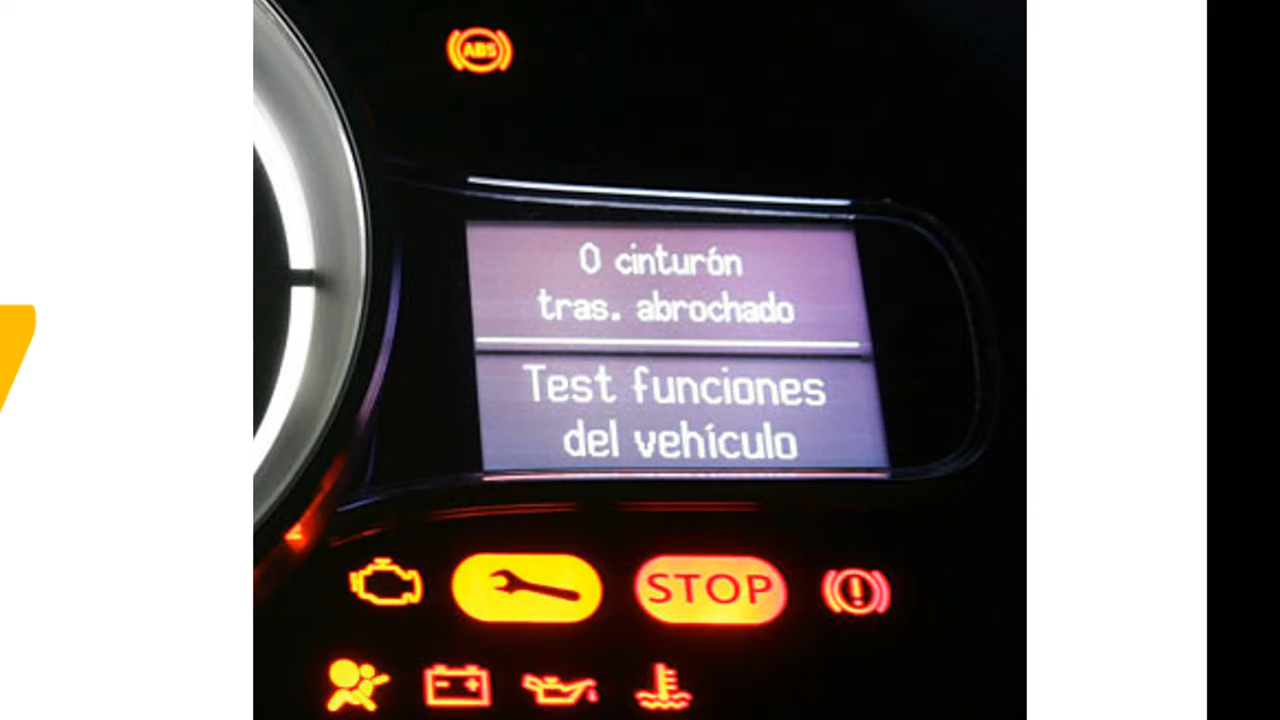 ABS
0 cinturón
tras. abrochado
Test funciones
del vehículo
STOP